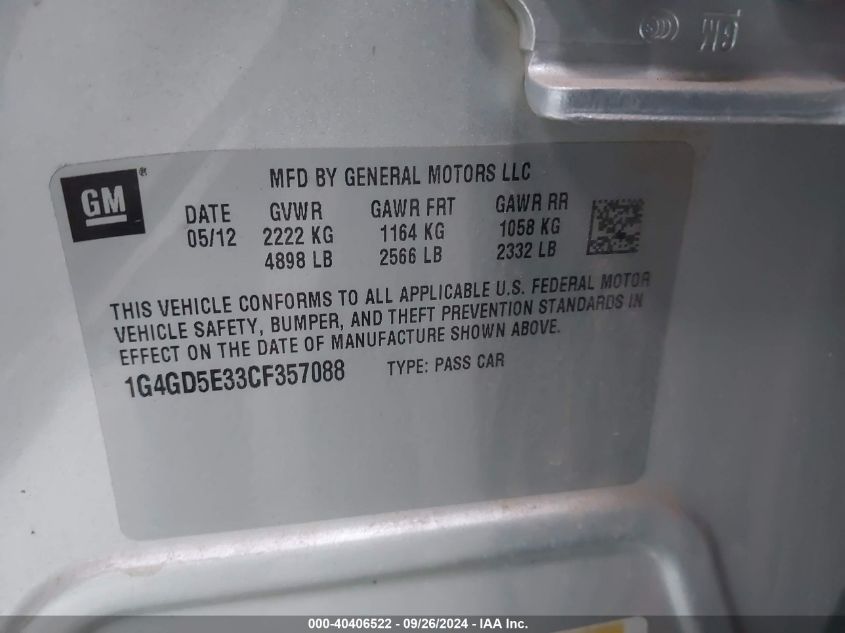 GM
MFD BY GENERAL MOTORS LLC
DATE GVWR GAWR FRT GAWR RR
05/12 2222 KG 1164 KG 1058 KG
4898 LB 2566 LB 2332 LB
THIS VEHICLE CONFORMS TO ALL APPLICABLE U.S. FEDERAL MOTOR
VEHICLE SAFETY, BUMPER, AND THEFT PREVENTION STANDARDS IN
EFFECT ON THE DATE OF MANUFACTURE SHOWN ABOVE.
1G4GD5E33CF357088 TYPE: PASS CAR
000-40406522 - 09/26/2024 - IAA Inc.